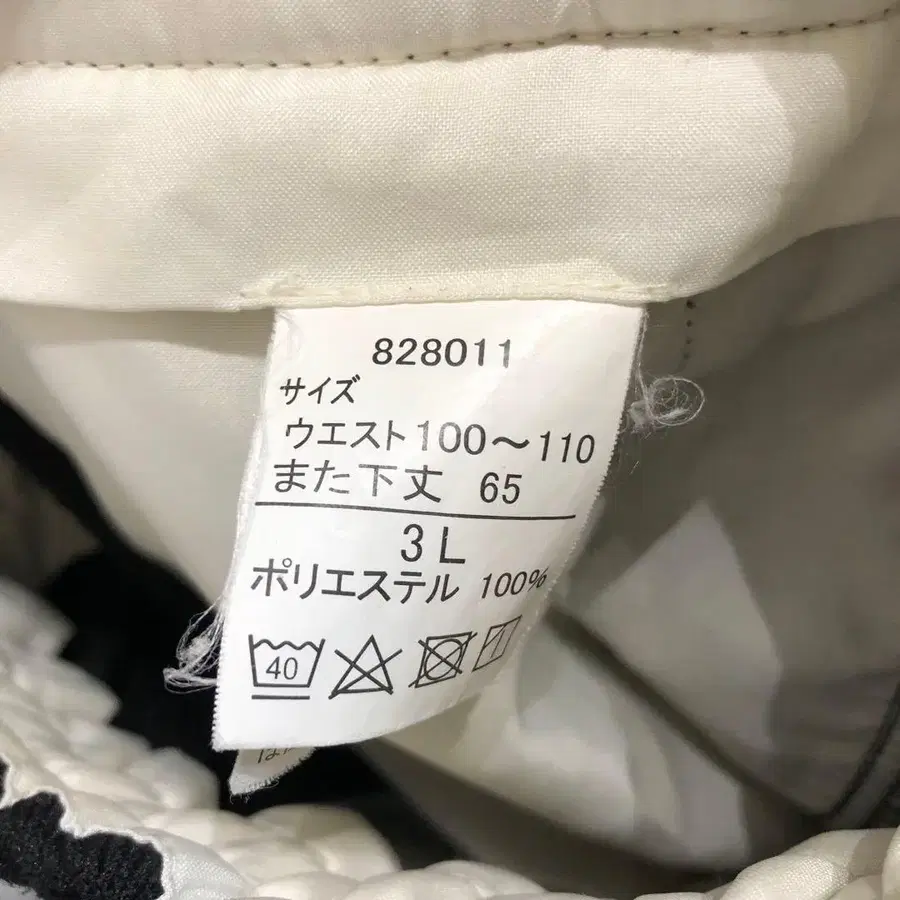 828011
サイズ
ウエスト100～110
また下丈 65
3L
ポリエステル 100%
40